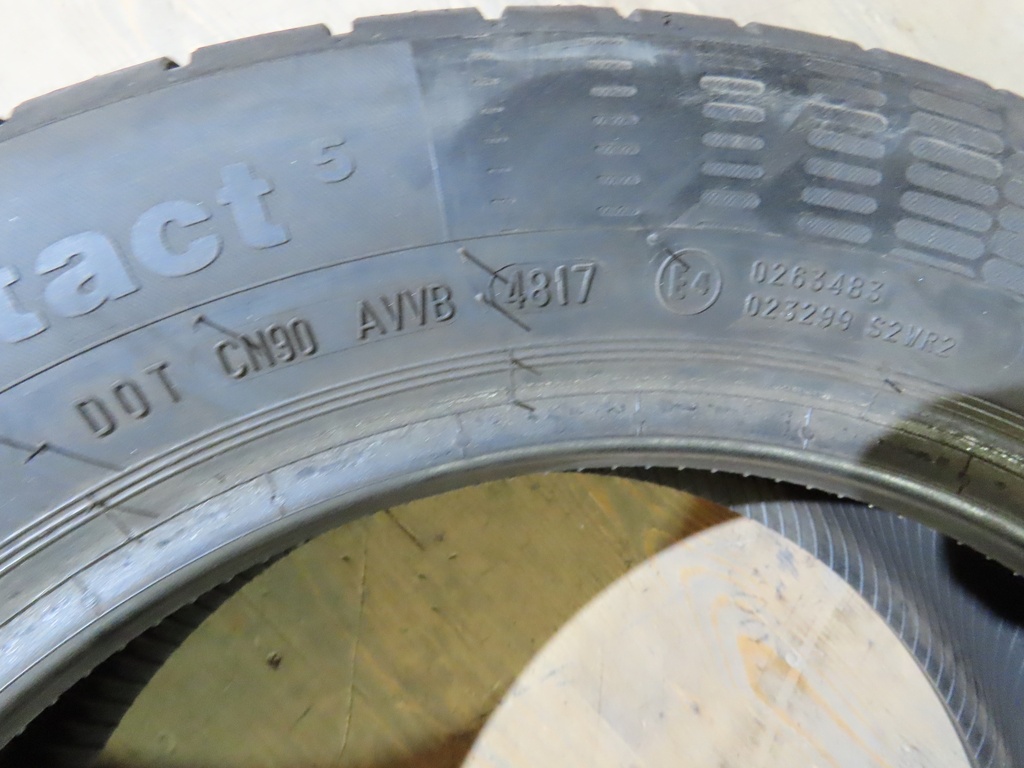 tact 5
DOT CN90 AVVB 4817 E4
0263483
023299 S2WR2